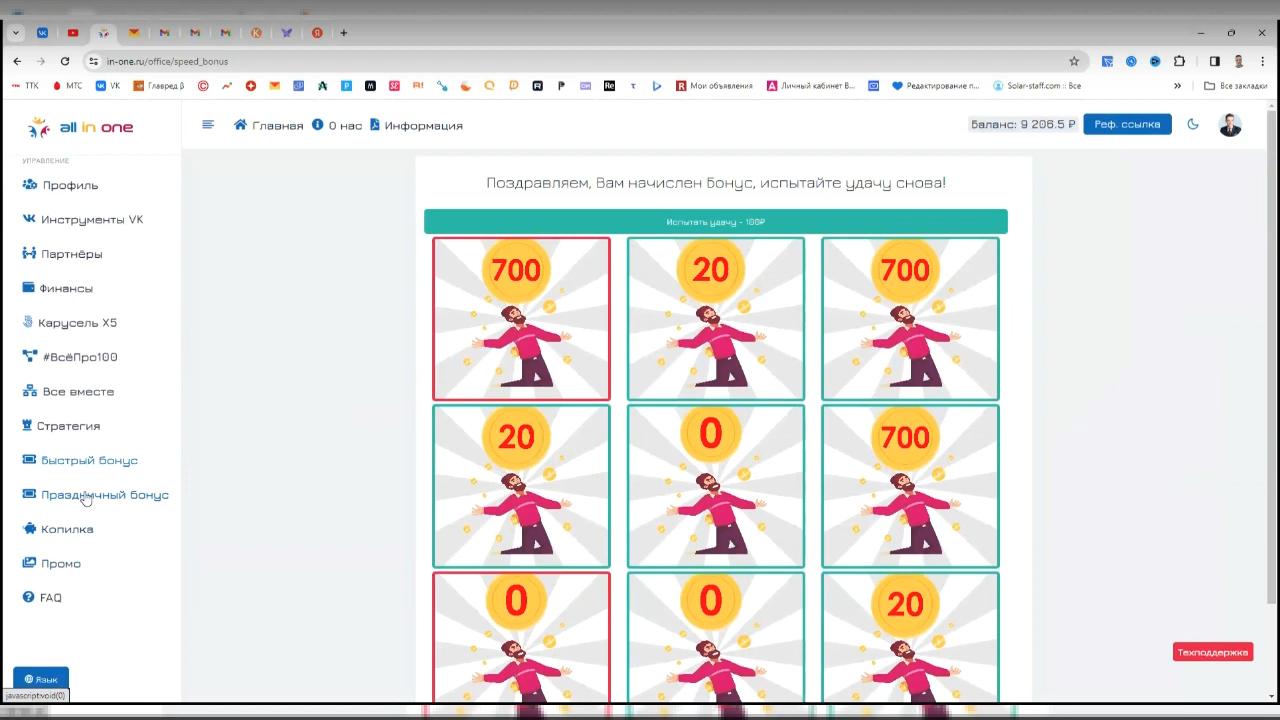 in-one.ru/office/speed_bonus
ТТК
МТС
VK
Главред β
Мои объявления
Личный кабинет В...
Редактирование п...
Solar-staff.com :: Все
Все закладки
all in one
Главная
О нас
Информация
Баланс: 9 206.5 ₽
Реф. ссылка
УПРАВЛЕНИЕ
Профиль
Инструменты VK
Партнёры
Финансы
Карусель X5
#ВсёПро100
Все вместе
Стратегия
Быстрый бонус
Праздничный бонус
Копилка
Промо
FAQ
Язык
javascript:void(0)
Поздравляем, Вам начислен бонус, испытайте удачу снова!
Испытать удачу - 100₽
700 20 700
20 0 700
0 0 20
Техподдержка